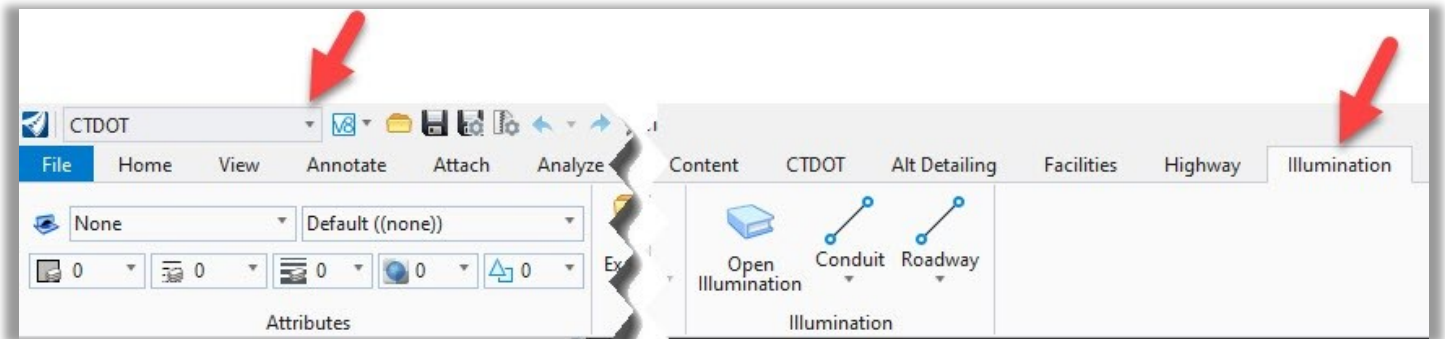 CTDOT V8
File Home View Annotate Attach Analyze Content CTDOT Alt Detailing Facilities Highway Illumination
None Default ((none))
0 0 0 0 0
Open Conduit Roadway
Illumination
Attributes Illumination